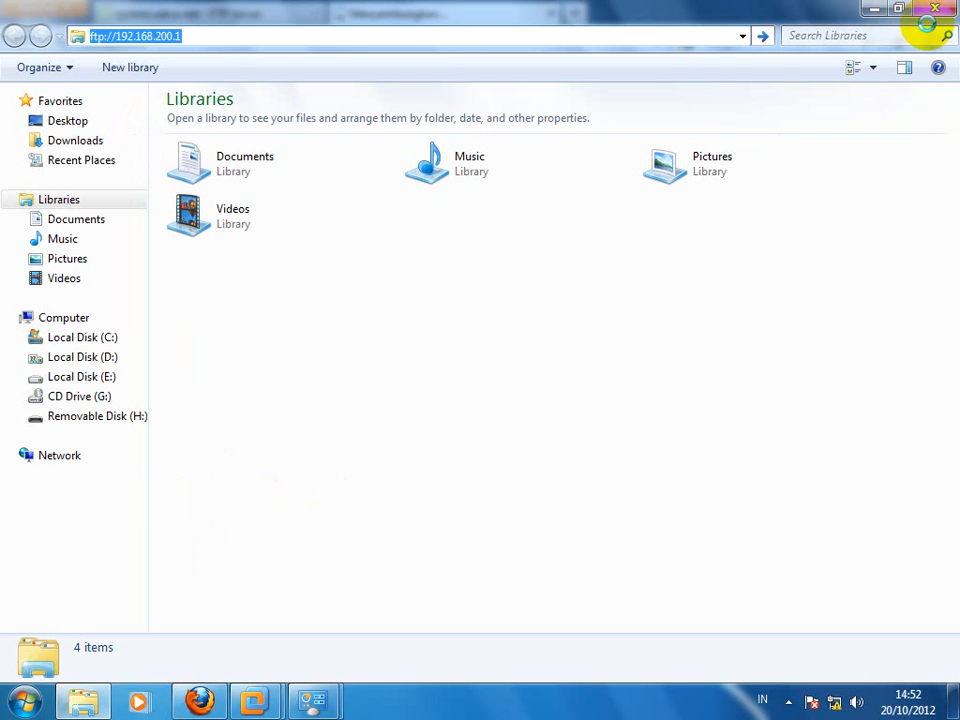 ftp://192.168.200.1
Search Libraries
Organize
New library
Favorites
Desktop
Downloads
Recent Places
Libraries
Documents
Music
Pictures
Videos
Computer
Local Disk (C:)
Local Disk (D:)
Local Disk (E:)
CD Drive (G:)
Removable Disk (H:)
Network
Libraries
Open a library to see your files and arrange them by folder, date, and other properties.
Documents
Library
Music
Library
Pictures
Library
Videos
Library
4 items
IN
14:52
20/10/2012